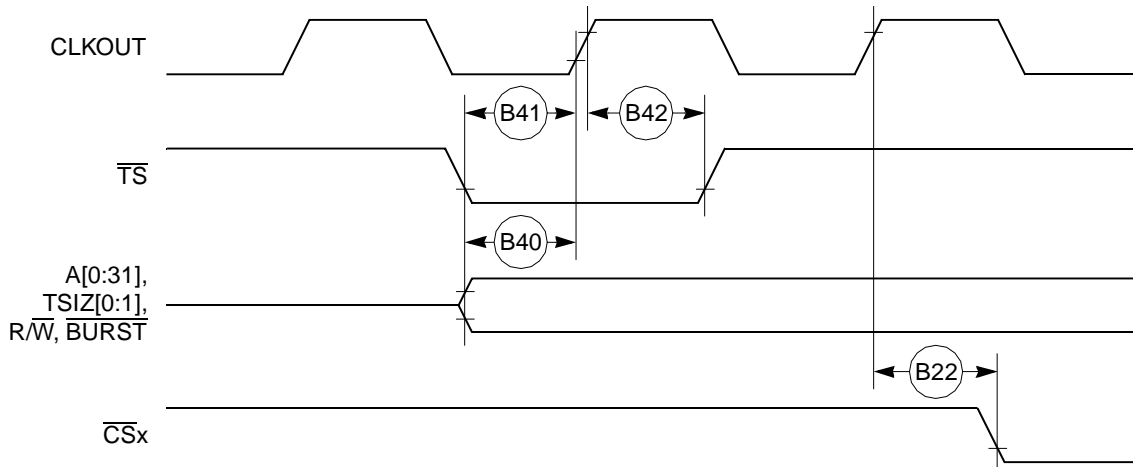 CLKOUT
B41
B42
TS
B40
A[0:31],
TSIZ[0:1],
R/W, BURST
B22
CSx